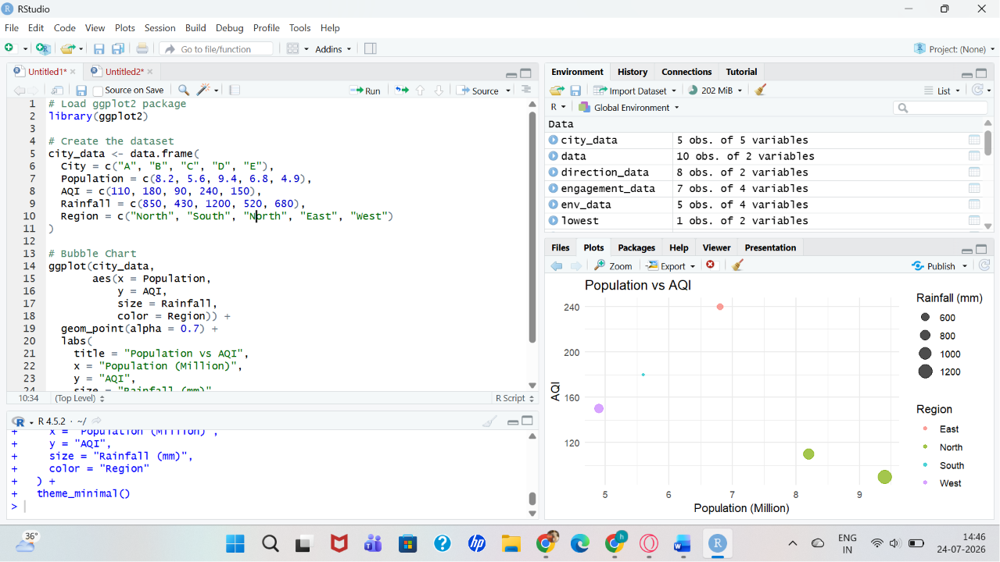 RStudio
File Edit Code View Plots Session Build Debug Profile Tools Help
Go to file/function Addins Project: (None)
Untitled1* Untitled2*
Source on Save Run Source
1 # Load ggplot2 package
2 library(ggplot2)
3
4 # Create the dataset
5 city_data <- data.frame(
6 City = c("A", "B", "C", "D", "E"),
7 Population = c(8.2, 5.6, 9.4, 6.8, 4.9),
8 AQI = c(110, 180, 90, 240, 150),
9 Rainfall = c(850, 430, 1200, 520, 680),
10 Region = c("North", "South", "North", "East", "West")
11 )
12
13 # Bubble Chart
14 ggplot(city_data,
15 aes(x = Population,
16 y = AQI,
17 size = Rainfall,
18 color = Region)) +
19 geom_point(alpha = 0.7) +
20 labs(
21 title = "Population vs AQI",
22 x = "Population (Million)",
23 y = "AQI",
24 size = "Rainfall (mm)"
10:34 (Top Level) R Script
R 4.5.2 · ~/
+ x = "Population (Million)",
+ y = "AQI",
+ size = "Rainfall (mm)",
+ color = "Region"
+ ) +
+ theme_minimal()
>
Environment History Connections Tutorial
Import Dataset 202 MiB List
R Global Environment
Data
city_data 5 obs. of 5 variables
data 10 obs. of 2 variables
direction_data 8 obs. of 2 variables
engagement_data 7 obs. of 4 variables
env_data 5 obs. of 4 variables
lowest 1 obs. of 2 variables
Files Plots Packages Help Viewer Presentation
Zoom Export Publish
Population vs AQI
240
200
160
120
AQI
5 6 7 8 9
Population (Million)
Rainfall (mm)
600
800
1000
1200
Region
East
North
South
West
36°
ENG
IN
14:46
24-07-2026